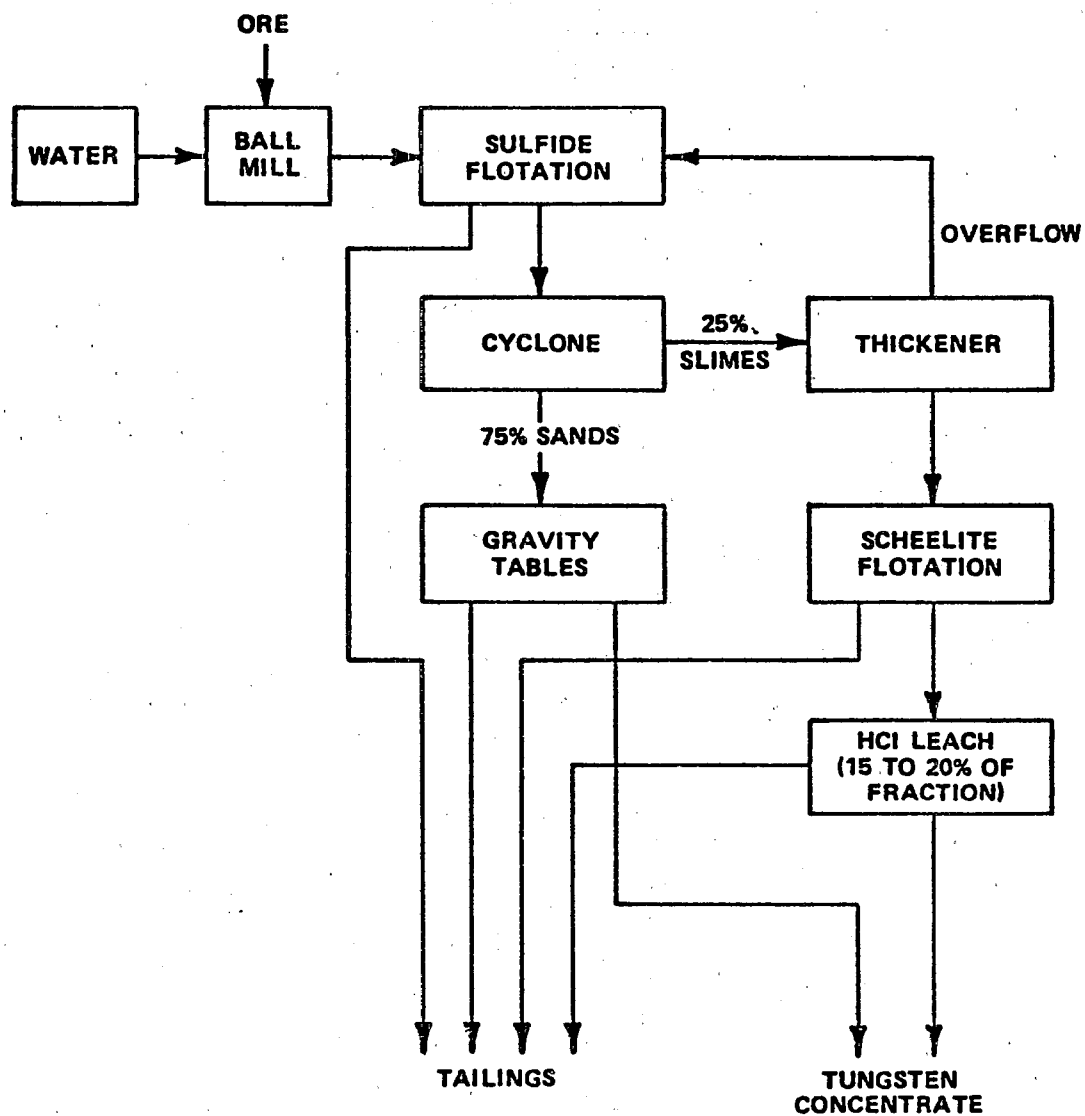 ORE
WATER
BALL
MILL
SULFIDE
FLOTATION
OVERFLOW
CYCLONE
25%
SLIMES
THICKENER
75% SANDS
GRAVITY
TABLES
SCHEELITE
FLOTATION
HCl LEACH
(15 TO 20% OF
FRACTION)
TAILINGS
TUNGSTEN
CONCENTRATE